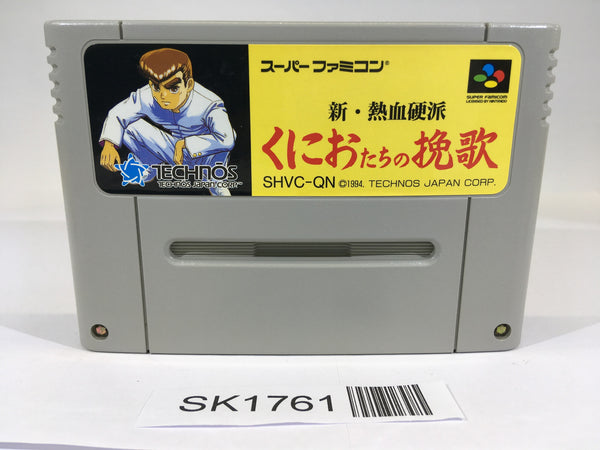 スーパーファミコン®
SUPER FAMICOM
LICENSED BY NINTENDO
新・熱血硬派
くにおたちの挽歌
TECHNOS
TECHNOS JAPAN CORP.™
SHVC-QN ©1994. TECHNOS JAPAN CORP.
SK1761